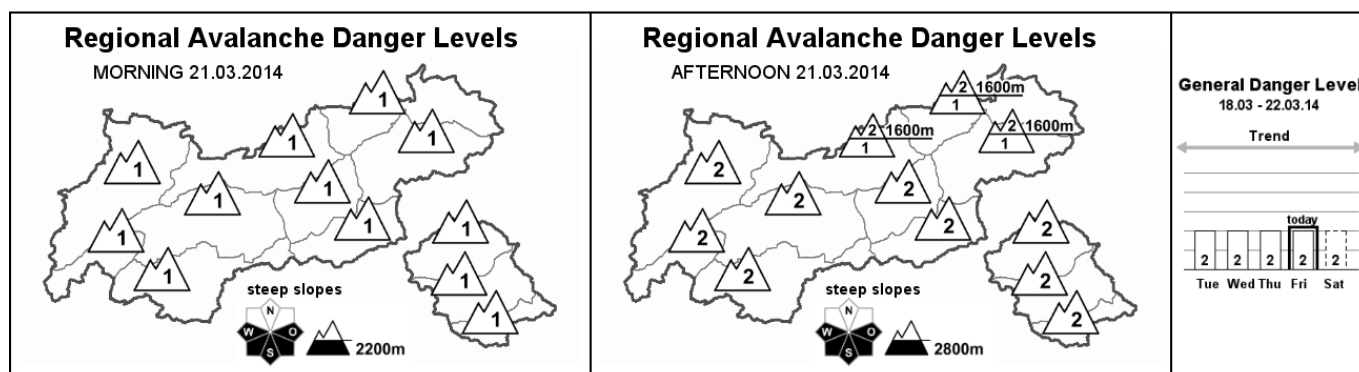 Regional Avalanche Danger Levels
MORNING 21.03.2014
1
1
1
1
1
1
1
1
1
1
1
1
steep slopes
N
W O
S
2200m
Regional Avalanche Danger Levels
AFTERNOON 21.03.2014
2 1600m
1
2 1600m
1
2 1600m
1
2
2
2
2
2
2
2
2
2
steep slopes
N
W O
S
2800m
General Danger Level
18.03 - 22.03.14
Trend
today
2 2 2 2 2
Tue Wed Thu Fri Sat